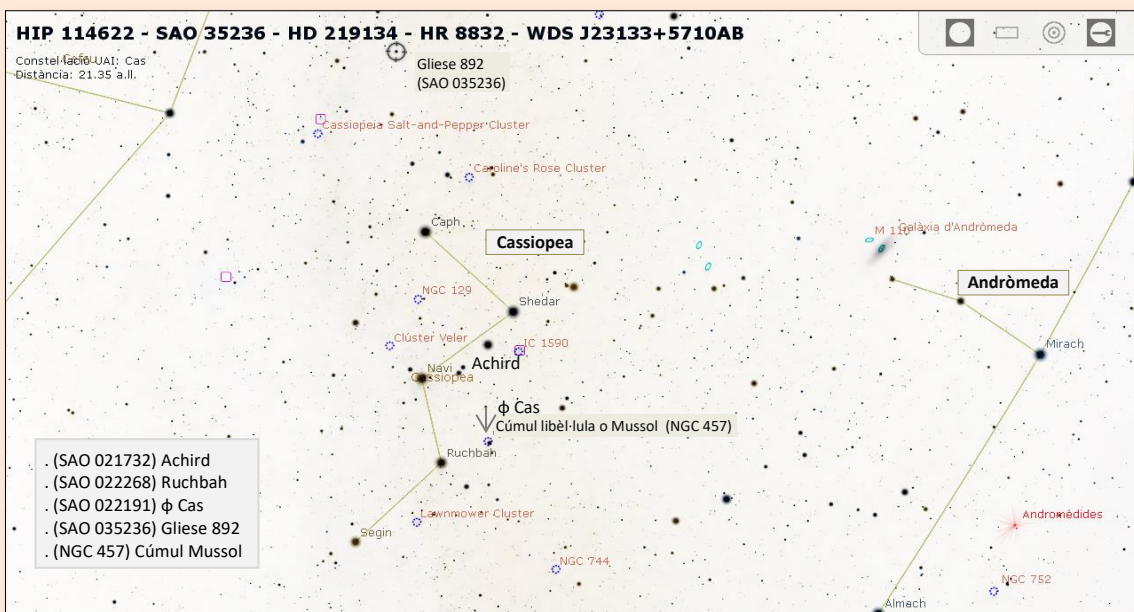 HIP 114622 - SAO 35236 - HD 219134 - HR 8832 - WDS J23133+5710AB
Constel·lació UAI: Cas
Cefeu
Distància: 21.35 a.ll.
Gliese 892
(SAO 035236)
Cassiopeia Salt-and-Pepper Cluster
Caroline's Rose Cluster
Caph
Cassiopea
M 110
Galàxia d'Andròmeda
Andròmeda
NGC 129
Shedar
Clúster Veler
IC 1590
Mirach
Achird
Navi
Cassiopea
ф Cas
Cúmul libèl·lula o Mussol (NGC 457)
Ruchbah
. (SAO 021732) Achird
. (SAO 022268) Ruchbah
. (SAO 022191) ф Cas
. (SAO 035236) Gliese 892
. (NGC 457) Cúmul Mussol
Lawnmower Cluster
Andromèdides
Segin
NGC 744
NGC 752
Almach